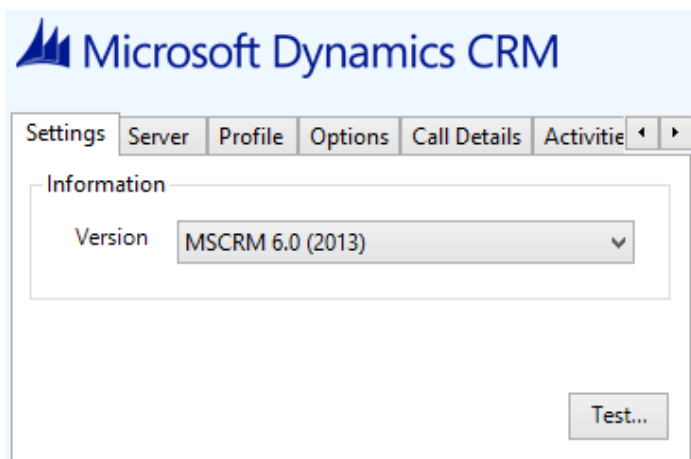 Microsoft Dynamics CRM
Settings Server Profile Options Call Details Activitie
Information
Version MSCRM 6.0 (2013)
Test...